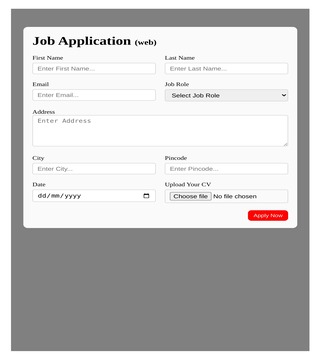 Job Application (web)
First Name Last Name
Enter First Name... Enter Last Name...
Email Job Role
Enter Email... Select Job Role
Address
Enter Address
City Pincode
Enter City... Enter Pincode...
Date Upload Your CV
dd/mm/yyyy Choose file No file chosen
Apply Now